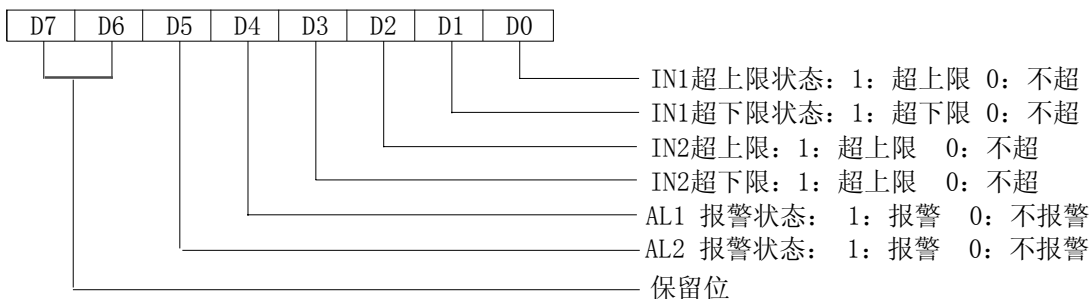 D7 D6 D5 D4 D3 D2 D1 D0
IN1超上限状态：1：超上限 0：不超
IN1超下限状态：1：超下限 0：不超
IN2超上限：1：超上限 0：不超
IN2超下限：1：超上限 0：不超
AL1 报警状态： 1：报警 0：不报警
AL2 报警状态： 1：报警 0：不报警
保留位